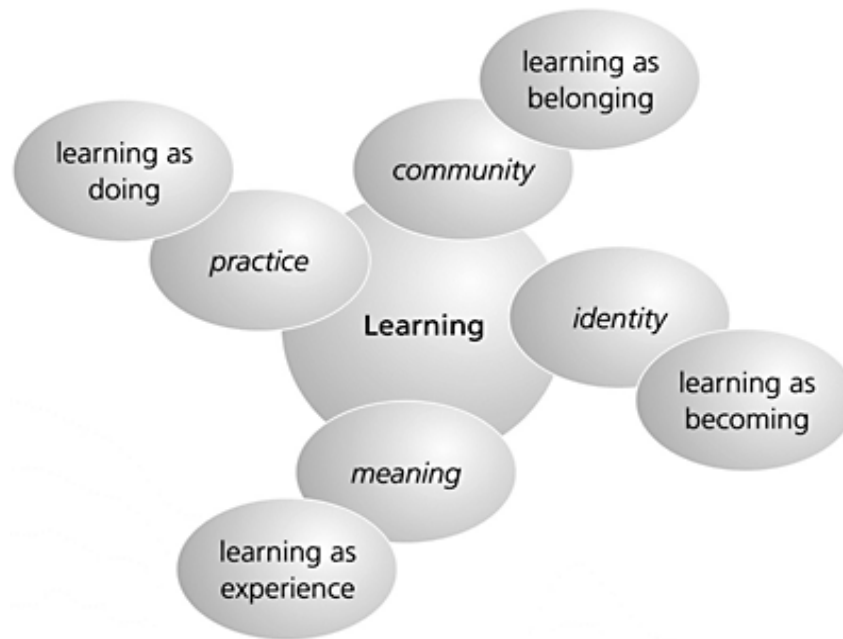 learning as
belonging
community
learning as
doing
practice
Learning
identity
learning as
becoming
meaning
learning as
experience